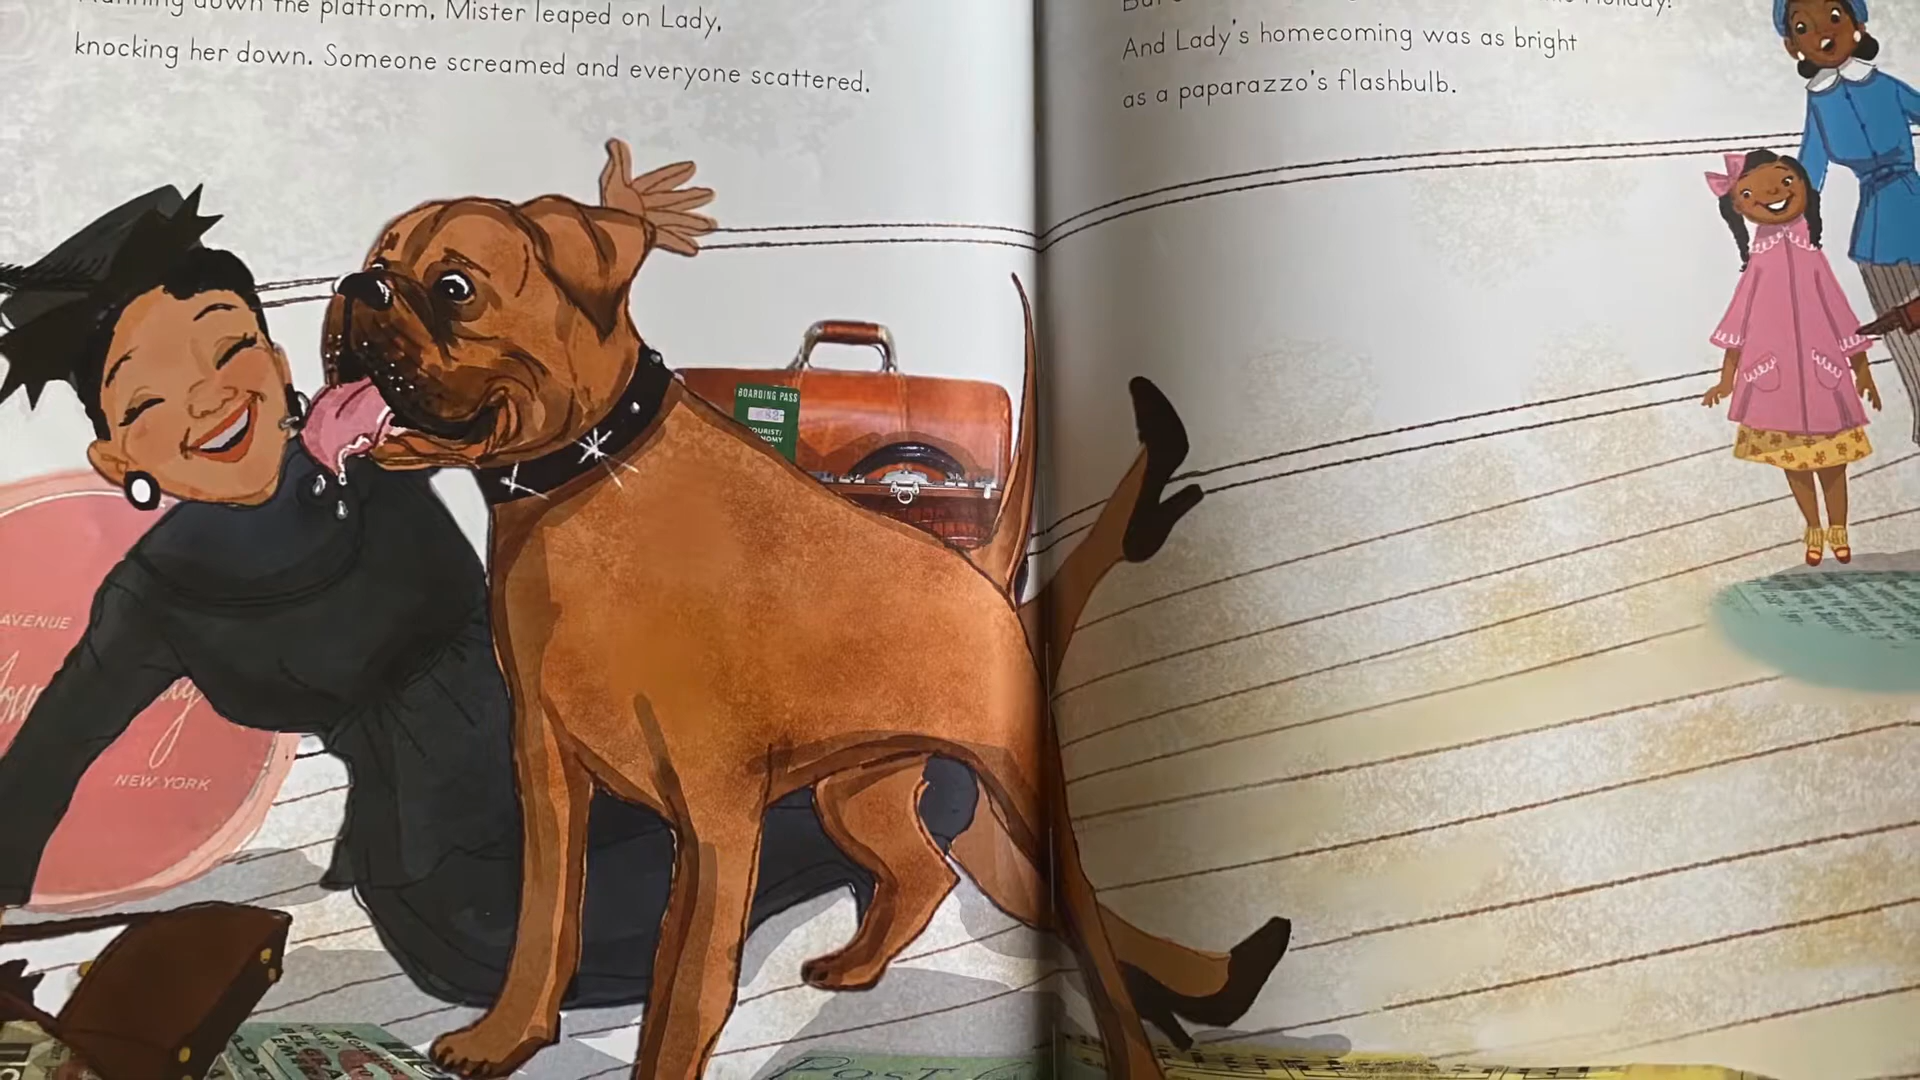 down the platform, Mister leaped on Lady,
knocking her down. Someone screamed and everyone scattered.
And Lady's homecoming was as bright
as a paparazzo's flashbulb.
BOARDING PASS
AVENUE
NEW YORK
POST